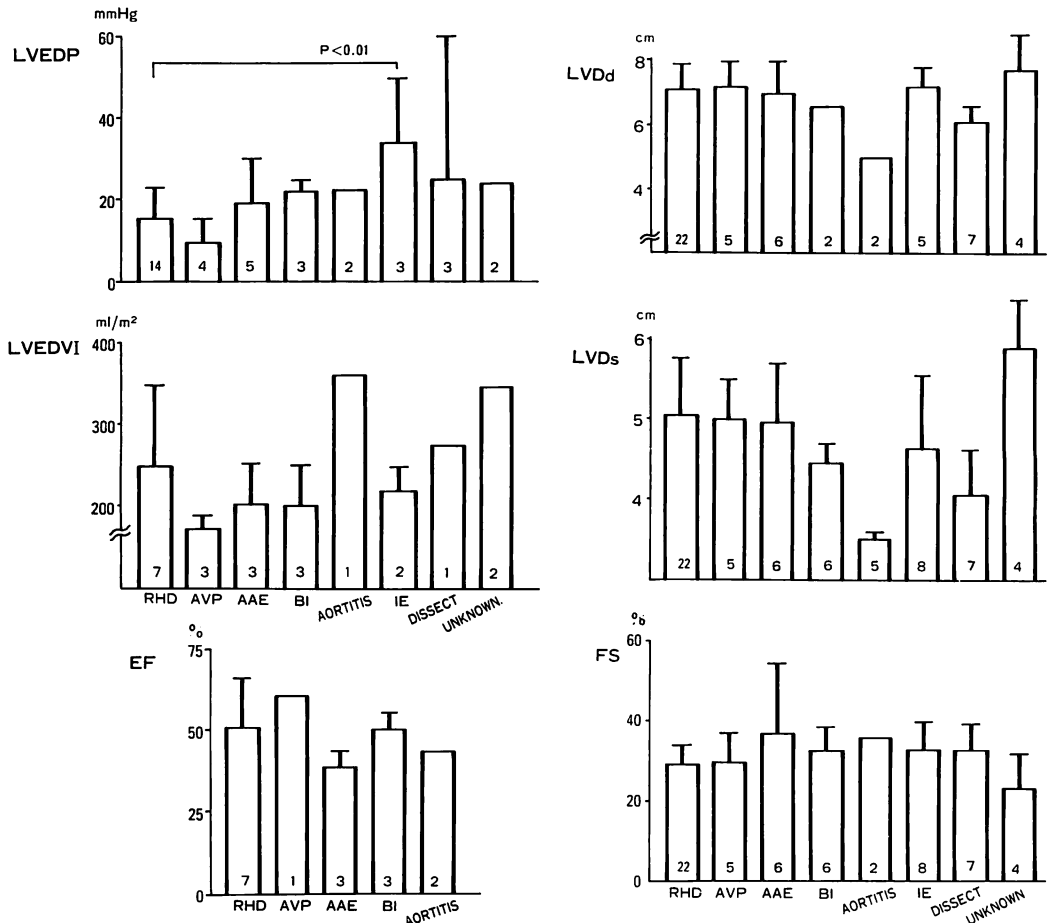 mmHg
LVEDP
60
40
20
0
P<0.01
14 4 5 3 2 3 3 2
cm
LVDd
8
6
4
22 5 6 2 2 5 7 4
ml/m²
LVEDVI
400
300
200
7 3 3 3 1 2 1 2
RHD AVP AAE BI AORTITIS IE DISSECT UNKNOWN.
cm
LVDs
6
5
4
22 5 6 6 5 8 7 4
%
EF
75
50
25
0
7 1 3 3 2
RHD AVP AAE BI AORTITIS
%
FS
60
40
20
0
22 5 6 6 2 8 7 4
RHD AVP AAE BI AORTITIS IE DISSECT UNKNOWN